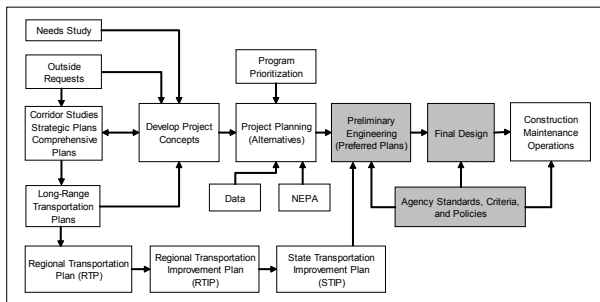 Needs Study
Outside
Requests
Program
Prioritization
Corridor Studies
Strategic Plans
Comprehensive
Plans
Develop Project
Concepts
Project Planning
(Alternatives)
Preliminary
Engineering
(Preferred Plans)
Final Design
Construction
Maintenance
Operations
Long-Range
Transportation
Plans
Data
NEPA
Agency Standards, Criteria,
and Policies
Regional Transportation
Plan (RTP)
Regional Transportation
Improvement Plan
(RTIP)
State Transportation
Improvement Plan
(STIP)